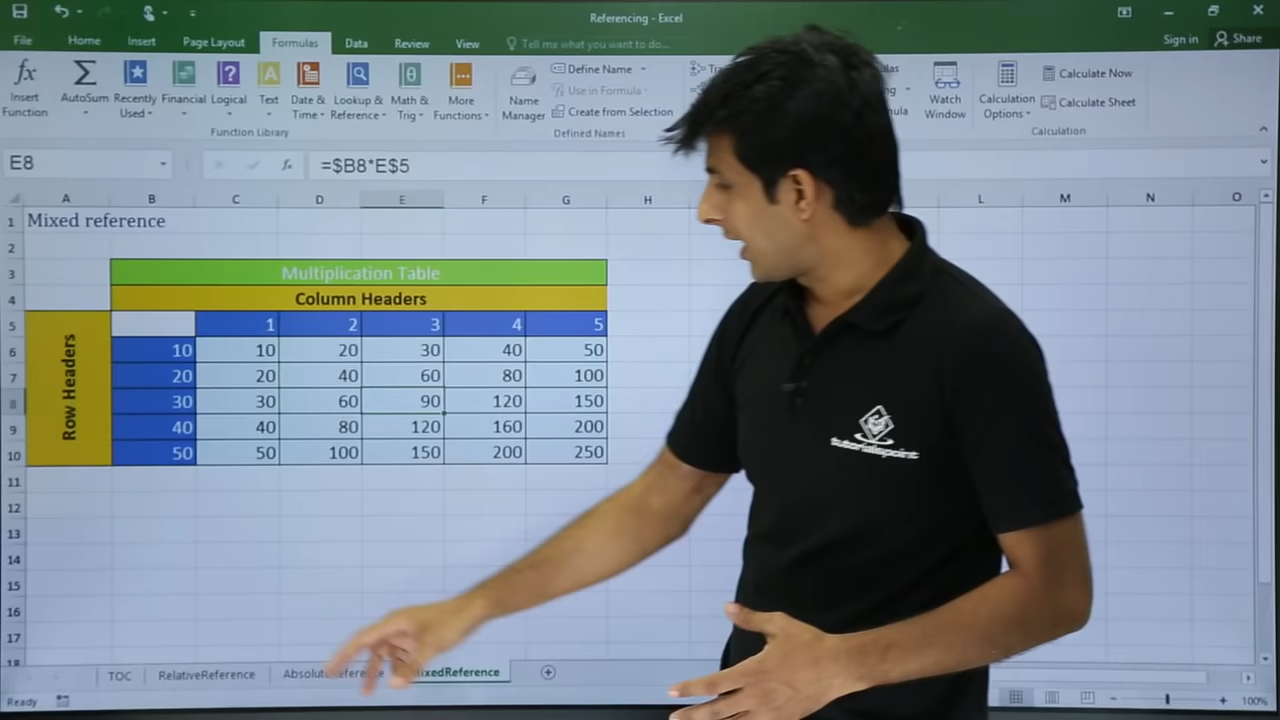 Referencing - Excel
File Home Insert Page Layout Formulas Data Review View Tell me what you want to do... Sign in Share
Insert Function
AutoSum
Recently Used
Financial
Logical
Text
Date & Time
Lookup & Reference
Math & Trig
More Functions
Function Library
Name Manager
Define Name
Use in Formula
Create from Selection
Defined Names
Watch Window
Calculation Options
Calculate Now
Calculate Sheet
Calculation
E8 fx =$B8*E$5
A B C D E F G H L M N O
1 Mixed reference
2
3 Multiplication Table
4 Column Headers
Row Headers
5 1 2 3 4 5
6 10 10 20 30 40 50
7 20 20 40 60 80 100
8 30 30 60 90 120 150
9 40 40 80 120 160 200
10 50 50 100 150 200 250
11
12
13
14
15
16
17
18
tutorialspoint
TOC RelativeReference AbsoluteReference MixedReference
Ready 100%